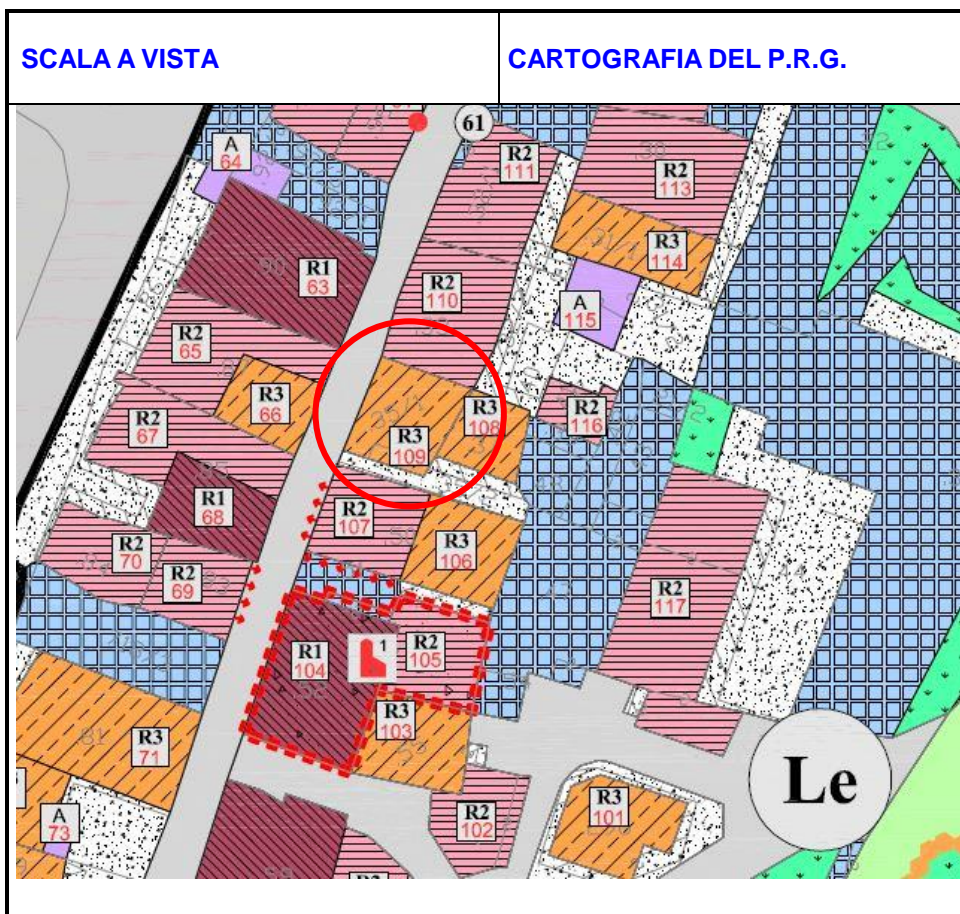 SCALA A VISTA
CARTOGRAFIA DEL P.R.G.
61
A
64
R2
111
R2
113
R1
63
R3
114
R2
110
A
115
R2
65
R3
66
R3
108
R2
116
R2
67
R3
109
35/1
R1
68
R2
107
R2
70
R3
106
R2
69
R2
117
R1
104
1
R2
105
R3
103
R3
71
Le
R2
102
R3
101
A
73